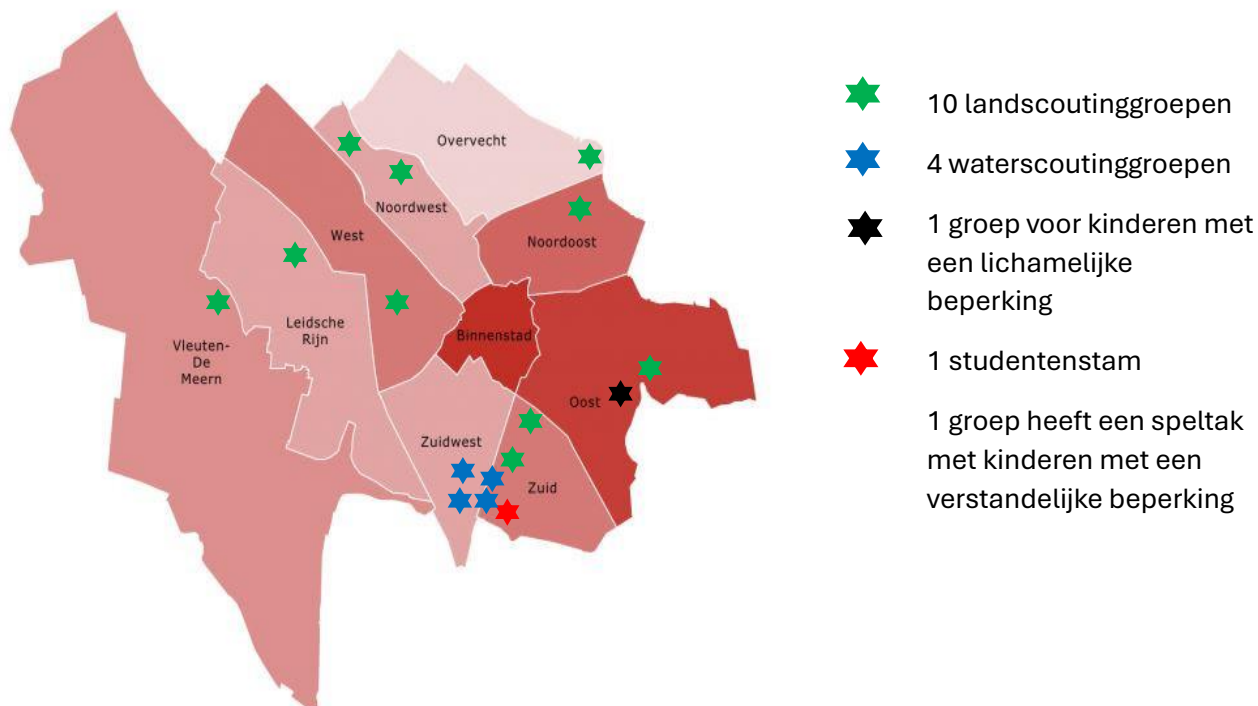 Overvecht
Noordwest
West
Noordoost
Leidsche
Rijn
Binnenstad
Vleuten-
De
Meern
Oost
Zuidwest
Zuid
10 landscoutinggroepen
4 waterscoutinggroepen
1 groep voor kinderen met
een lichamelijke
beperking
1 studentenstam
1 groep heeft een speltak
met kinderen met een
verstandelijke beperking